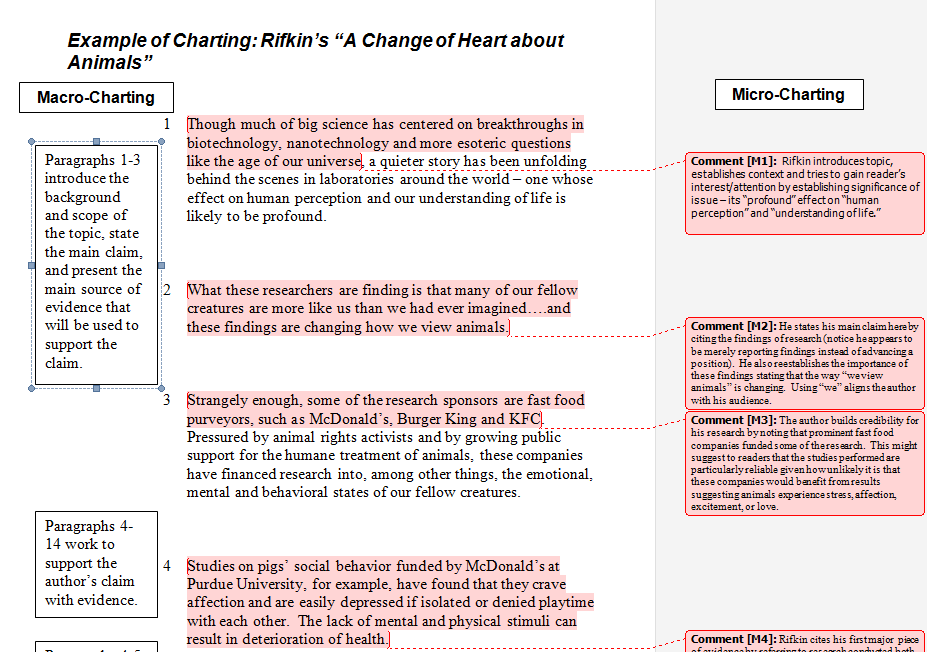 Example of Charting: Rifkin's “A Change of Heart about
Animals”
Macro-Charting
Micro-Charting
Paragraphs 1-3
introduce the
background
and scope of
the topic, state
the main claim,
and present the
main source of
evidence that
will be used to
support the
claim.
1 Though much of big science has centered on breakthroughs in
biotechnology, nanotechnology and more esoteric questions
like the age of our universe, a quieter story has been unfolding
behind the scenes in laboratories around the world – one whose
effect on human perception and our understanding of life is
likely to be profound.
Comment [M1]: Rifkin introduces topic,
establishes context and tries to gain reader's
interest/attention by establishing significance of
issue – its “profound” effect on “human
perception” and “understanding of life.”
2 What these researchers are finding is that many of our fellow
creatures are more like us than we had ever imagined….and
these findings are changing how we view animals.
Comment [M2]: He states his main claim here by
citing the findings of research (notice he appears to
be merely reporting findings instead of advancing a
position). He also reestablishes the importance of
these findings stating that the way “we view
animals” is changing. Using “we” aligns the author
with his audience.
3 Strangely enough, some of the research sponsors are fast food
purveyors, such as McDonald's, Burger King and KFC.
Pressured by animal rights activists and by growing public
support for the humane treatment of animals, these companies
have financed research into, among other things, the emotional,
mental and behavioral states of our fellow creatures.
Comment [M3]: The author builds credibility for
his research by noting that prominent fast food
companies funded some of the research. This might
suggest to readers that the studies performed are
particularly reliable given how unlikely it is that
these companies would benefit from results
suggesting animals experience stress, affection,
excitement, or love.
Paragraphs 4-
14 work to
support the
author's claim
with evidence.
4 Studies on pigs' social behavior funded by McDonald's at
Purdue University, for example, have found that they crave
affection and are easily depressed if isolated or denied playtime
with each other. The lack of mental and physical stimuli can
result in deterioration of health.
Comment [M4]: Rifkin cites his first major piece